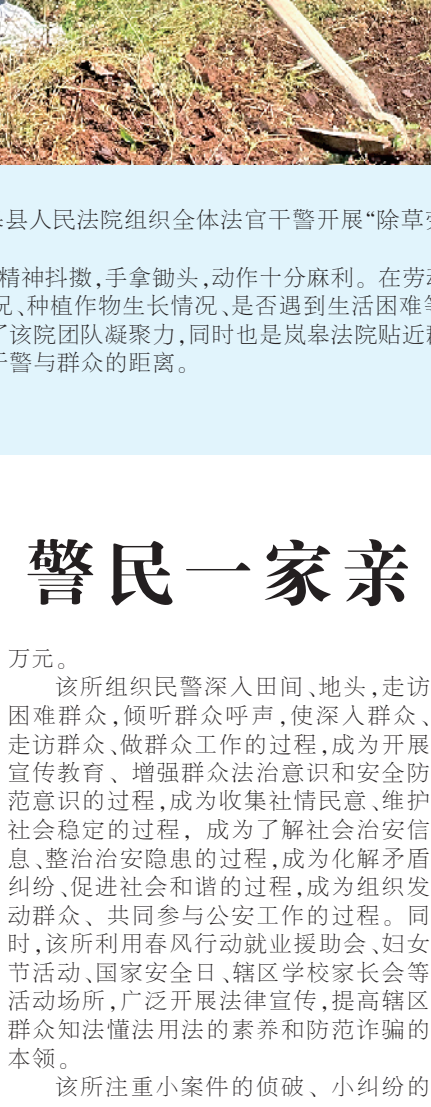 县人民法院组织全体法官干警开展“除草劳
精神抖擞,手拿锄头,动作十分麻利。在劳动
况、种植作物生长情况、是否遇到生活困难等
了该院团队凝聚力,同时也是岚皋法院贴近群
干警与群众的距离。
警民一家亲
万元。
该所组织民警深入田间、地头,走访
困难群众,倾听群众呼声,使深入群众、
走访群众、做群众工作的过程,成为开展
宣传教育、增强群众法治意识和安全防
范意识的过程,成为收集社情民意、维护
社会稳定的过程,成为了解社会治安信
息、整治治安隐患的过程,成为化解矛盾
纠纷、促进社会和谐的过程,成为组织发
动群众、共同参与公安工作的过程。同
时,该所利用春风行动就业援助会、妇女
节活动、国家安全日、辖区学校家长会等
活动场所,广泛开展法律宣传,提高辖区
群众知法懂法用法的素养和防范诈骗的
本领。
该所注重小案件的侦破、小纠纷的